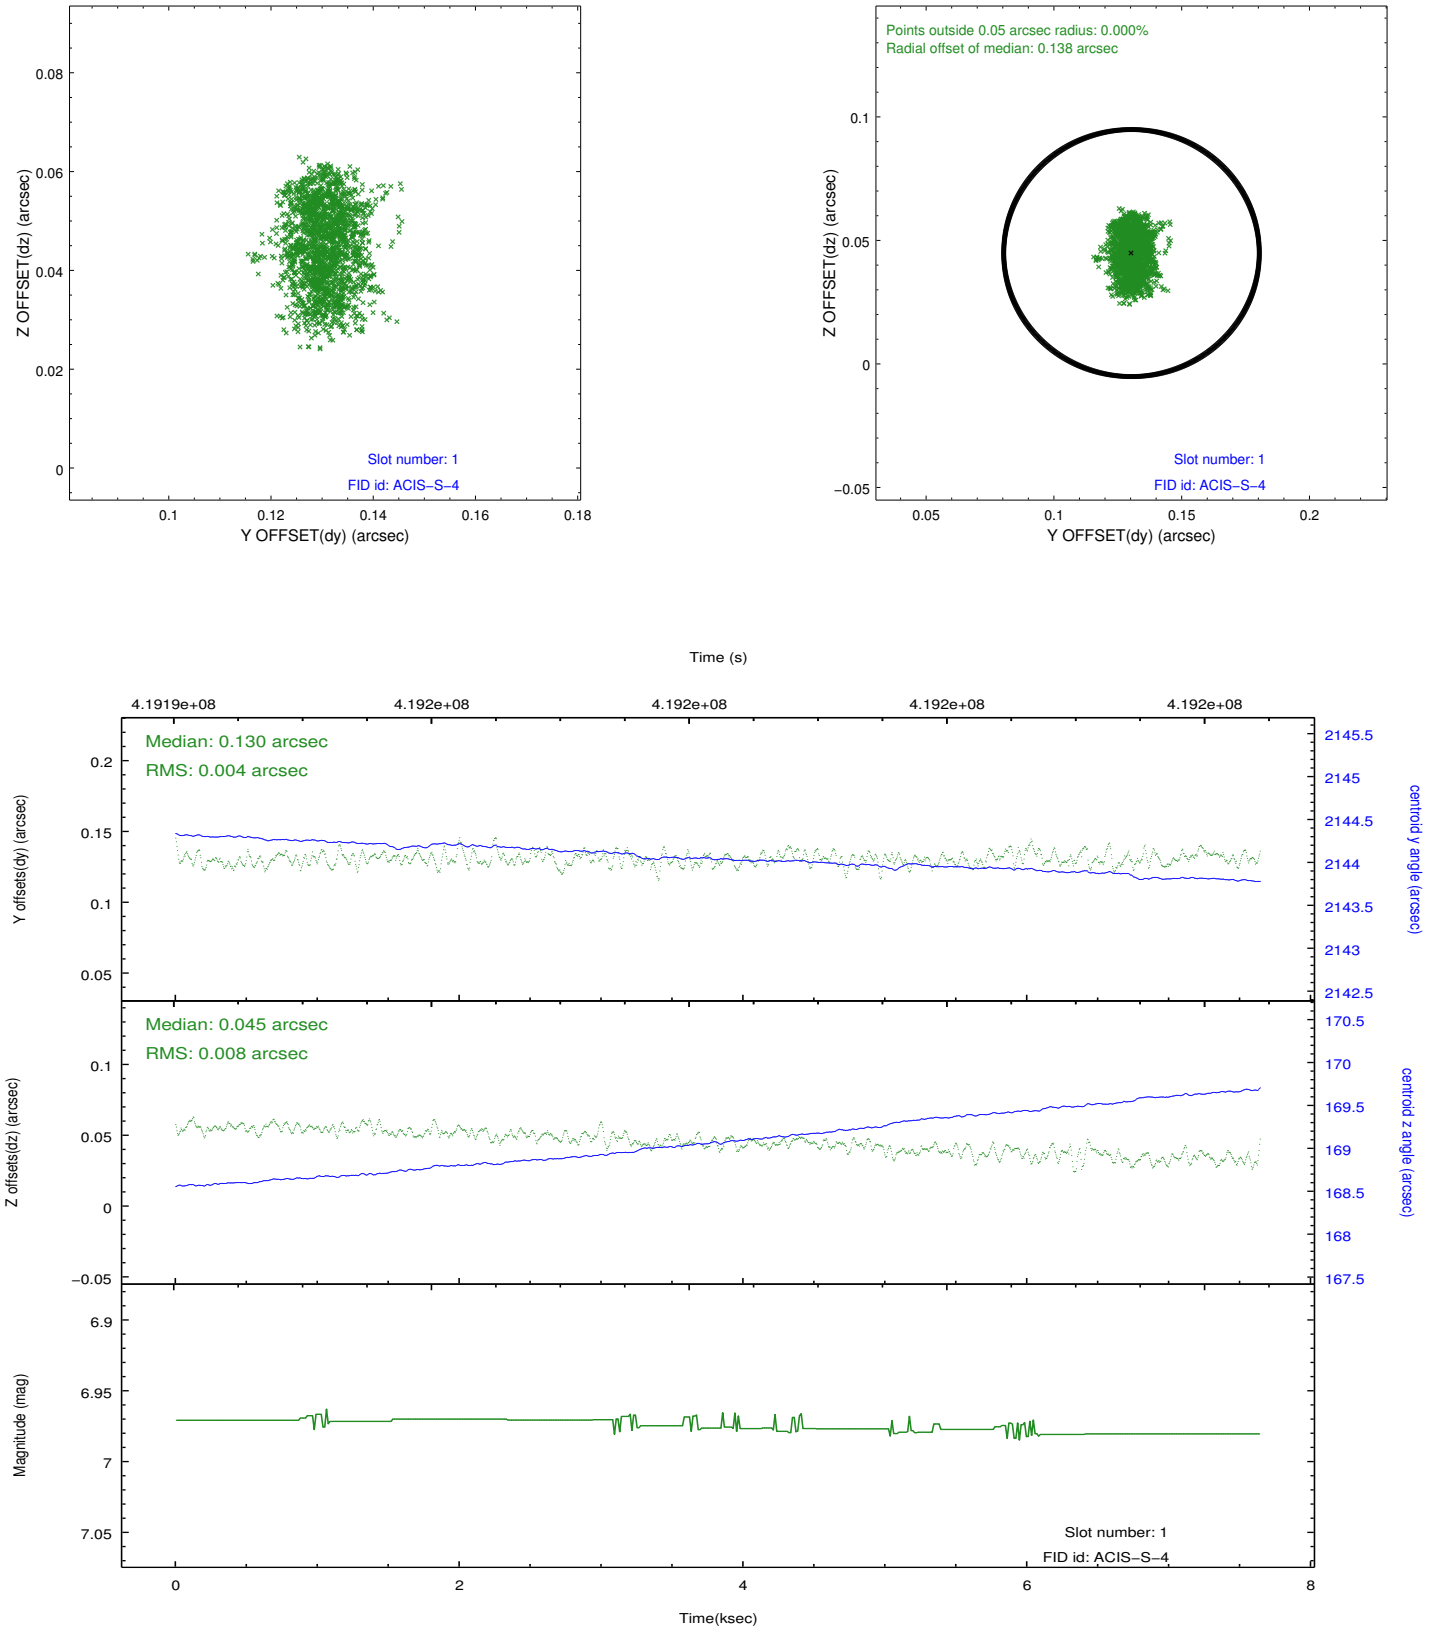 0.08
0.06
0.04
0.02
0
Z OFFSET(dz) (arcsec)
Slot number: 1
FID id: ACIS−S−4
0.1
0.12
0.14
0.16
0.18
Y OFFSET(dy) (arcsec)
Points outside 0.05 arcsec radius: 0.000%
Radial offset of median: 0.138 arcsec
0.1
0.05
0
−0.05
Z OFFSET(dz) (arcsec)
Slot number: 1
FID id: ACIS−S−4
0.05
0.1
0.15
0.2
Y OFFSET(dy) (arcsec)
Time (s)
4.1919e+08
4.192e+08
4.192e+08
4.192e+08
4.192e+08
Median: 0.130 arcsec
RMS: 0.004 arcsec
0.2
0.15
0.1
0.05
Y offsets(dy) (arcsec)
2145.5
2145
2144.5
2144
2143.5
2143
2142.5
centroid y angle (arcsec)
Median: 0.045 arcsec
RMS: 0.008 arcsec
0.1
0.05
0
−0.05
Z offsets(dz) (arcsec)
170.5
170
169.5
169
168.5
168
167.5
centroid z angle (arcsec)
6.9
6.95
7
7.05
Magnitude (mag)
Slot number: 1
FID id: ACIS−S−4
0
2
4
6
8
Time(ksec)